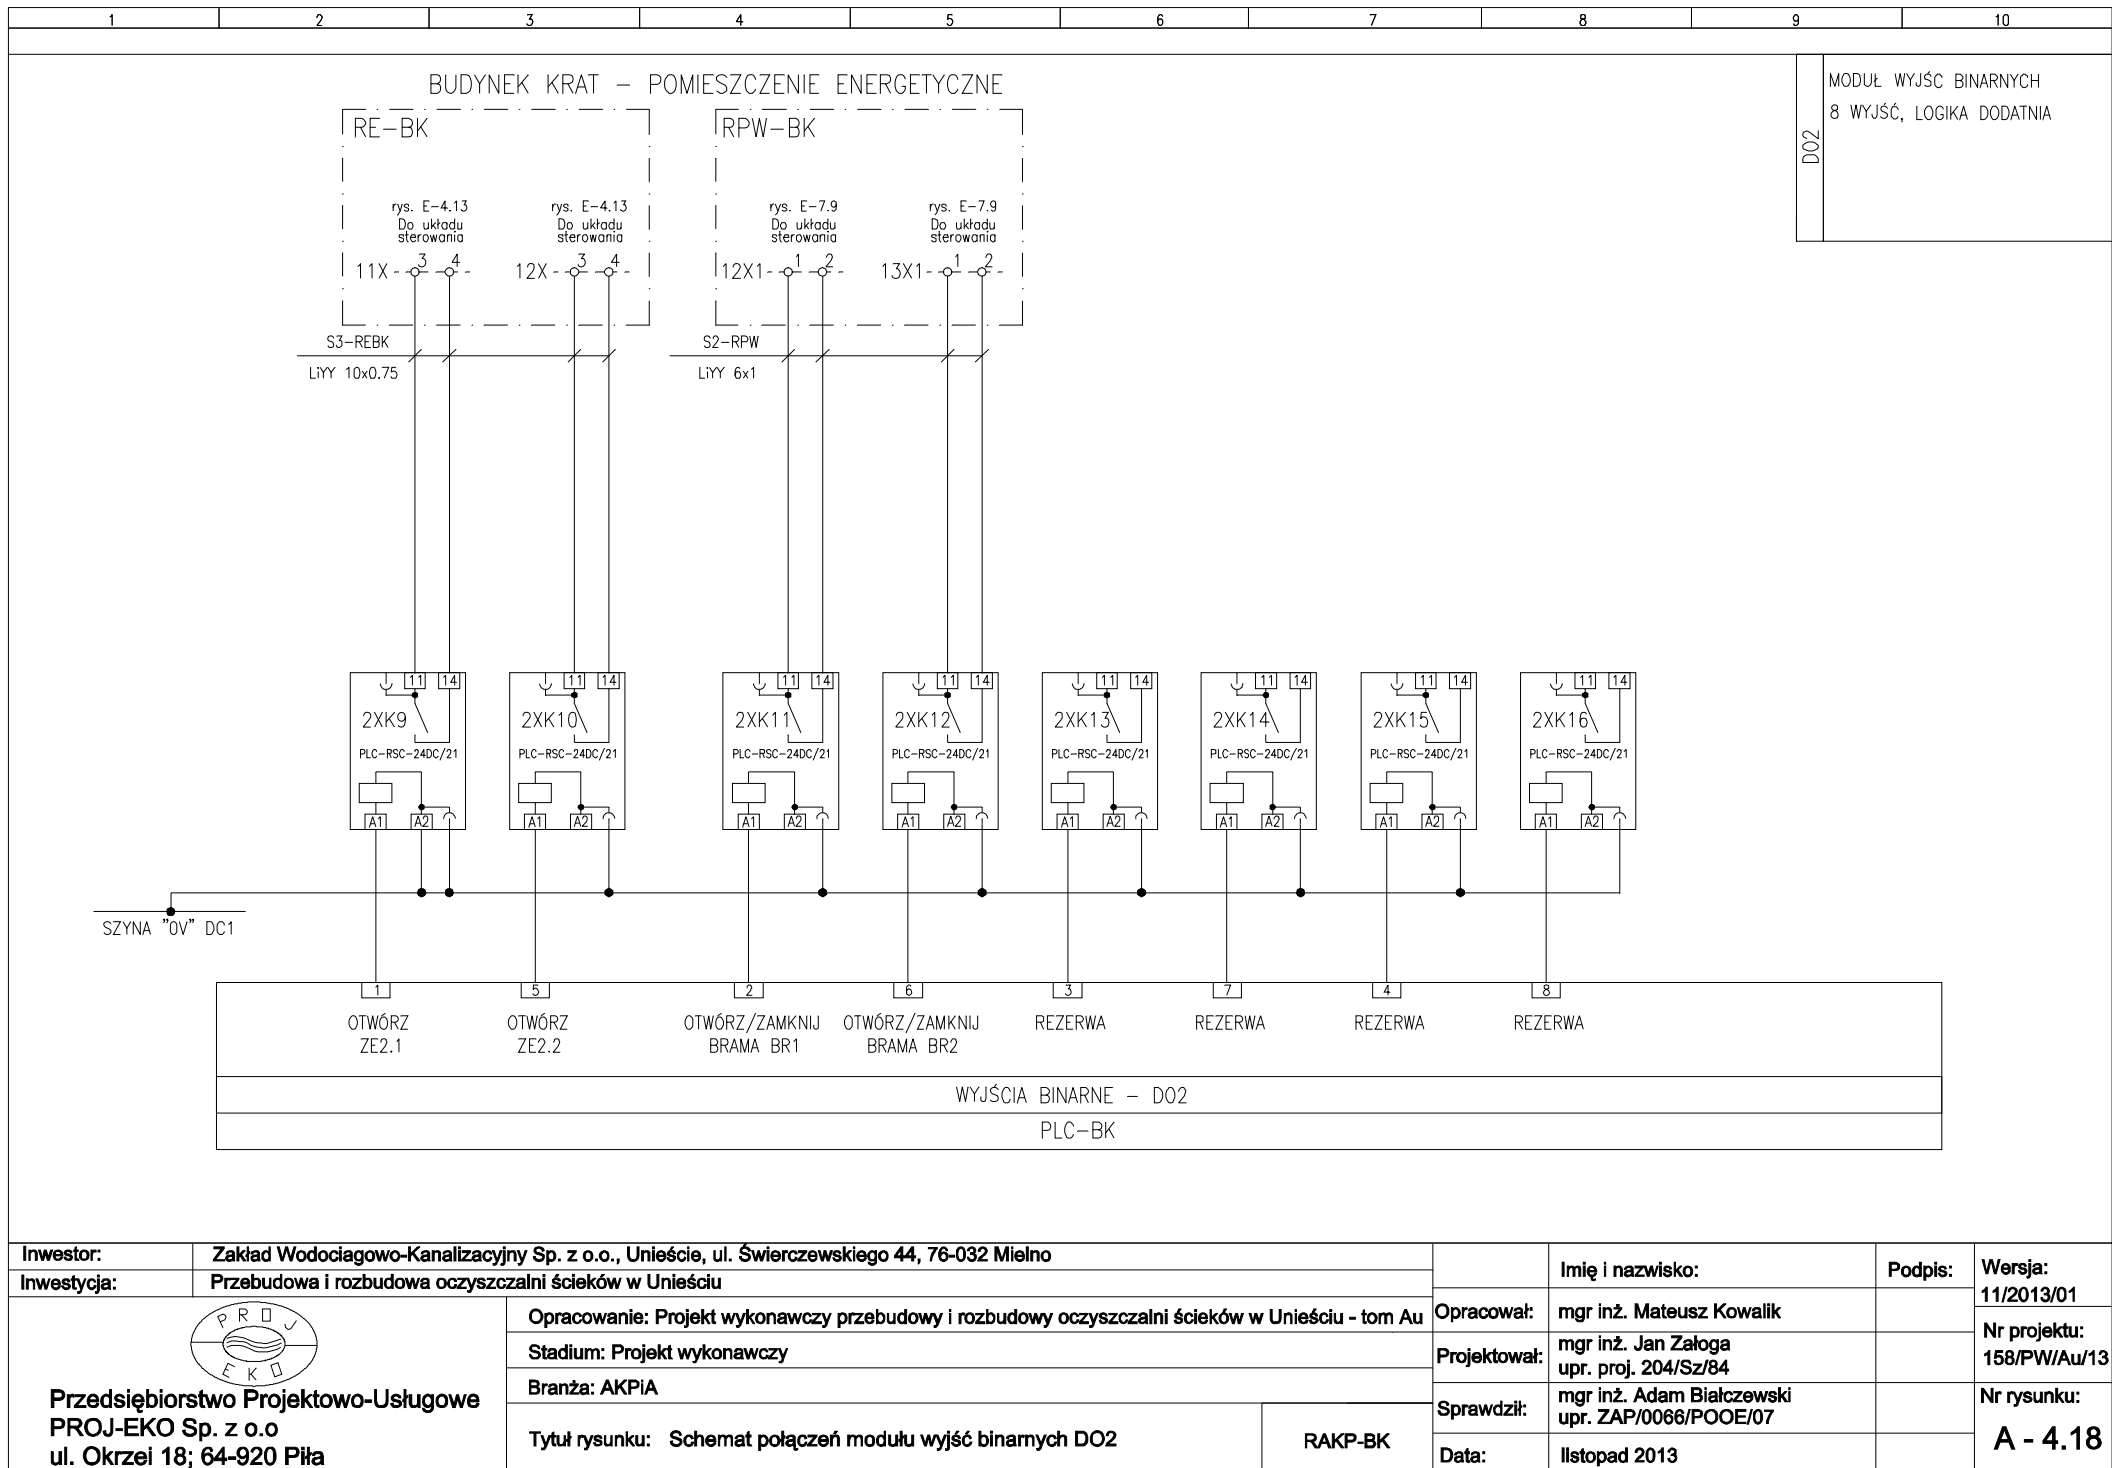 1 2 3 4 5 6 7 8 9 10
BUDYNEK KRAT – POMIESZCZENIE ENERGETYCZNE
MODUŁ WYJŚC BINARNYCH
8 WYJŚĆ, LOGIKA DODATNIA
DO2
RE–BK
RPW–BK
rys. E–4.13
Do układu
sterowania
rys. E–4.13
Do układu
sterowania
rys. E–7.9
Do układu
sterowania
rys. E–7.9
Do układu
sterowania
11X 3 4
12X 3 4
12X1 1 2
13X1 1 2
S3–REBK
LiYY 10x0.75
S2–RPW
LiYY 6x1
11 14 11 14 11 14 11 14 11 14 11 14 11 14 11 14
2XK9 2XK10 2XK11 2XK12 2XK13 2XK14 2XK15 2XK16
PLC–RSC–24DC/21 PLC–RSC–24DC/21 PLC–RSC–24DC/21 PLC–RSC–24DC/21 PLC–RSC–24DC/21 PLC–RSC–24DC/21 PLC–RSC–24DC/21 PLC–RSC–24DC/21
A1 A2 A1 A2 A1 A2 A1 A2 A1 A2 A1 A2 A1 A2 A1 A2
SZYNA "0V" DC1
1 5 2 6 3 7 4 8
OTWÓRZ
ZE2.1
OTWÓRZ
ZE2.2
OTWÓRZ/ZAMKNIJ
BRAMA BR1
OTWÓRZ/ZAMKNIJ
BRAMA BR2
REZERWA
REZERWA
REZERWA
REZERWA
WYJŚCIA BINARNE – DO2
PLC–BK
Inwestor: Zakład Wodociagowo-Kanalizacyjny Sp. z o.o., Unieście, ul. Świerczewskiego 44, 76-032 Mielno
Inwestycja: Przebudowa i rozbudowa oczyszczalni ścieków w Unieściu
PROJ
EKO
Przedsiębiorstwo Projektowo-Usługowe
PROJ-EKO Sp. z o.o
ul. Okrzei 18; 64-920 Piła
Opracowanie: Projekt wykonawczy przebudowy i rozbudowy oczyszczalni ścieków w Unieściu - tom Au
Stadium: Projekt wykonawczy
Branża: AKPiA
Tytuł rysunku: Schemat połączeń modułu wyjść binarnych DO2
RAKP-BK
Imię i nazwisko: Podpis:
Opracował: mgr inż. Mateusz Kowalik
Projektował: mgr inż. Jan Załoga
upr. proj. 204/Sz/84
Sprawdził: mgr inż. Adam Białczewski
upr. ZAP/0066/POOE/07
Data: listopad 2013
Wersja:
11/2013/01
Nr projektu:
158/PW/Au/13
Nr rysunku:
A - 4.18